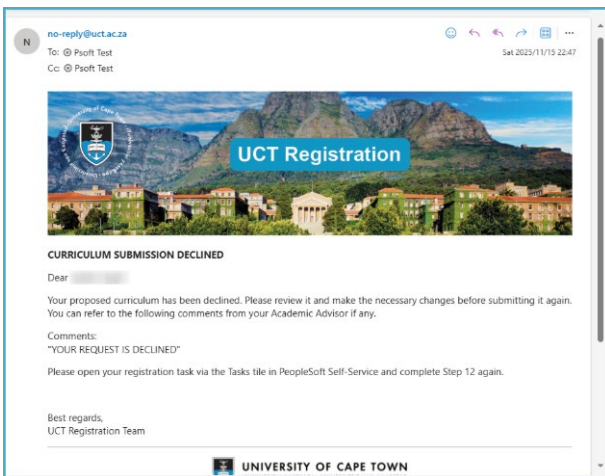 N
no-reply@uct.ac.za
To: Psoft Test
Cc: Psoft Test
Sat 2025/11/15 22:47
UCT Registration
CURRICULUM SUBMISSION DECLINED
Dear
Your proposed curriculum has been declined. Please review it and make the necessary changes before submitting it again.
You can refer to the following comments from your Academic Advisor if any.
Comments:
"YOUR REQUEST IS DECLINED"
Please open your registration task via the Tasks tile in PeopleSoft Self-Service and complete Step 12 again.
Best regards,
UCT Registration Team
UNIVERSITY OF CAPE TOWN